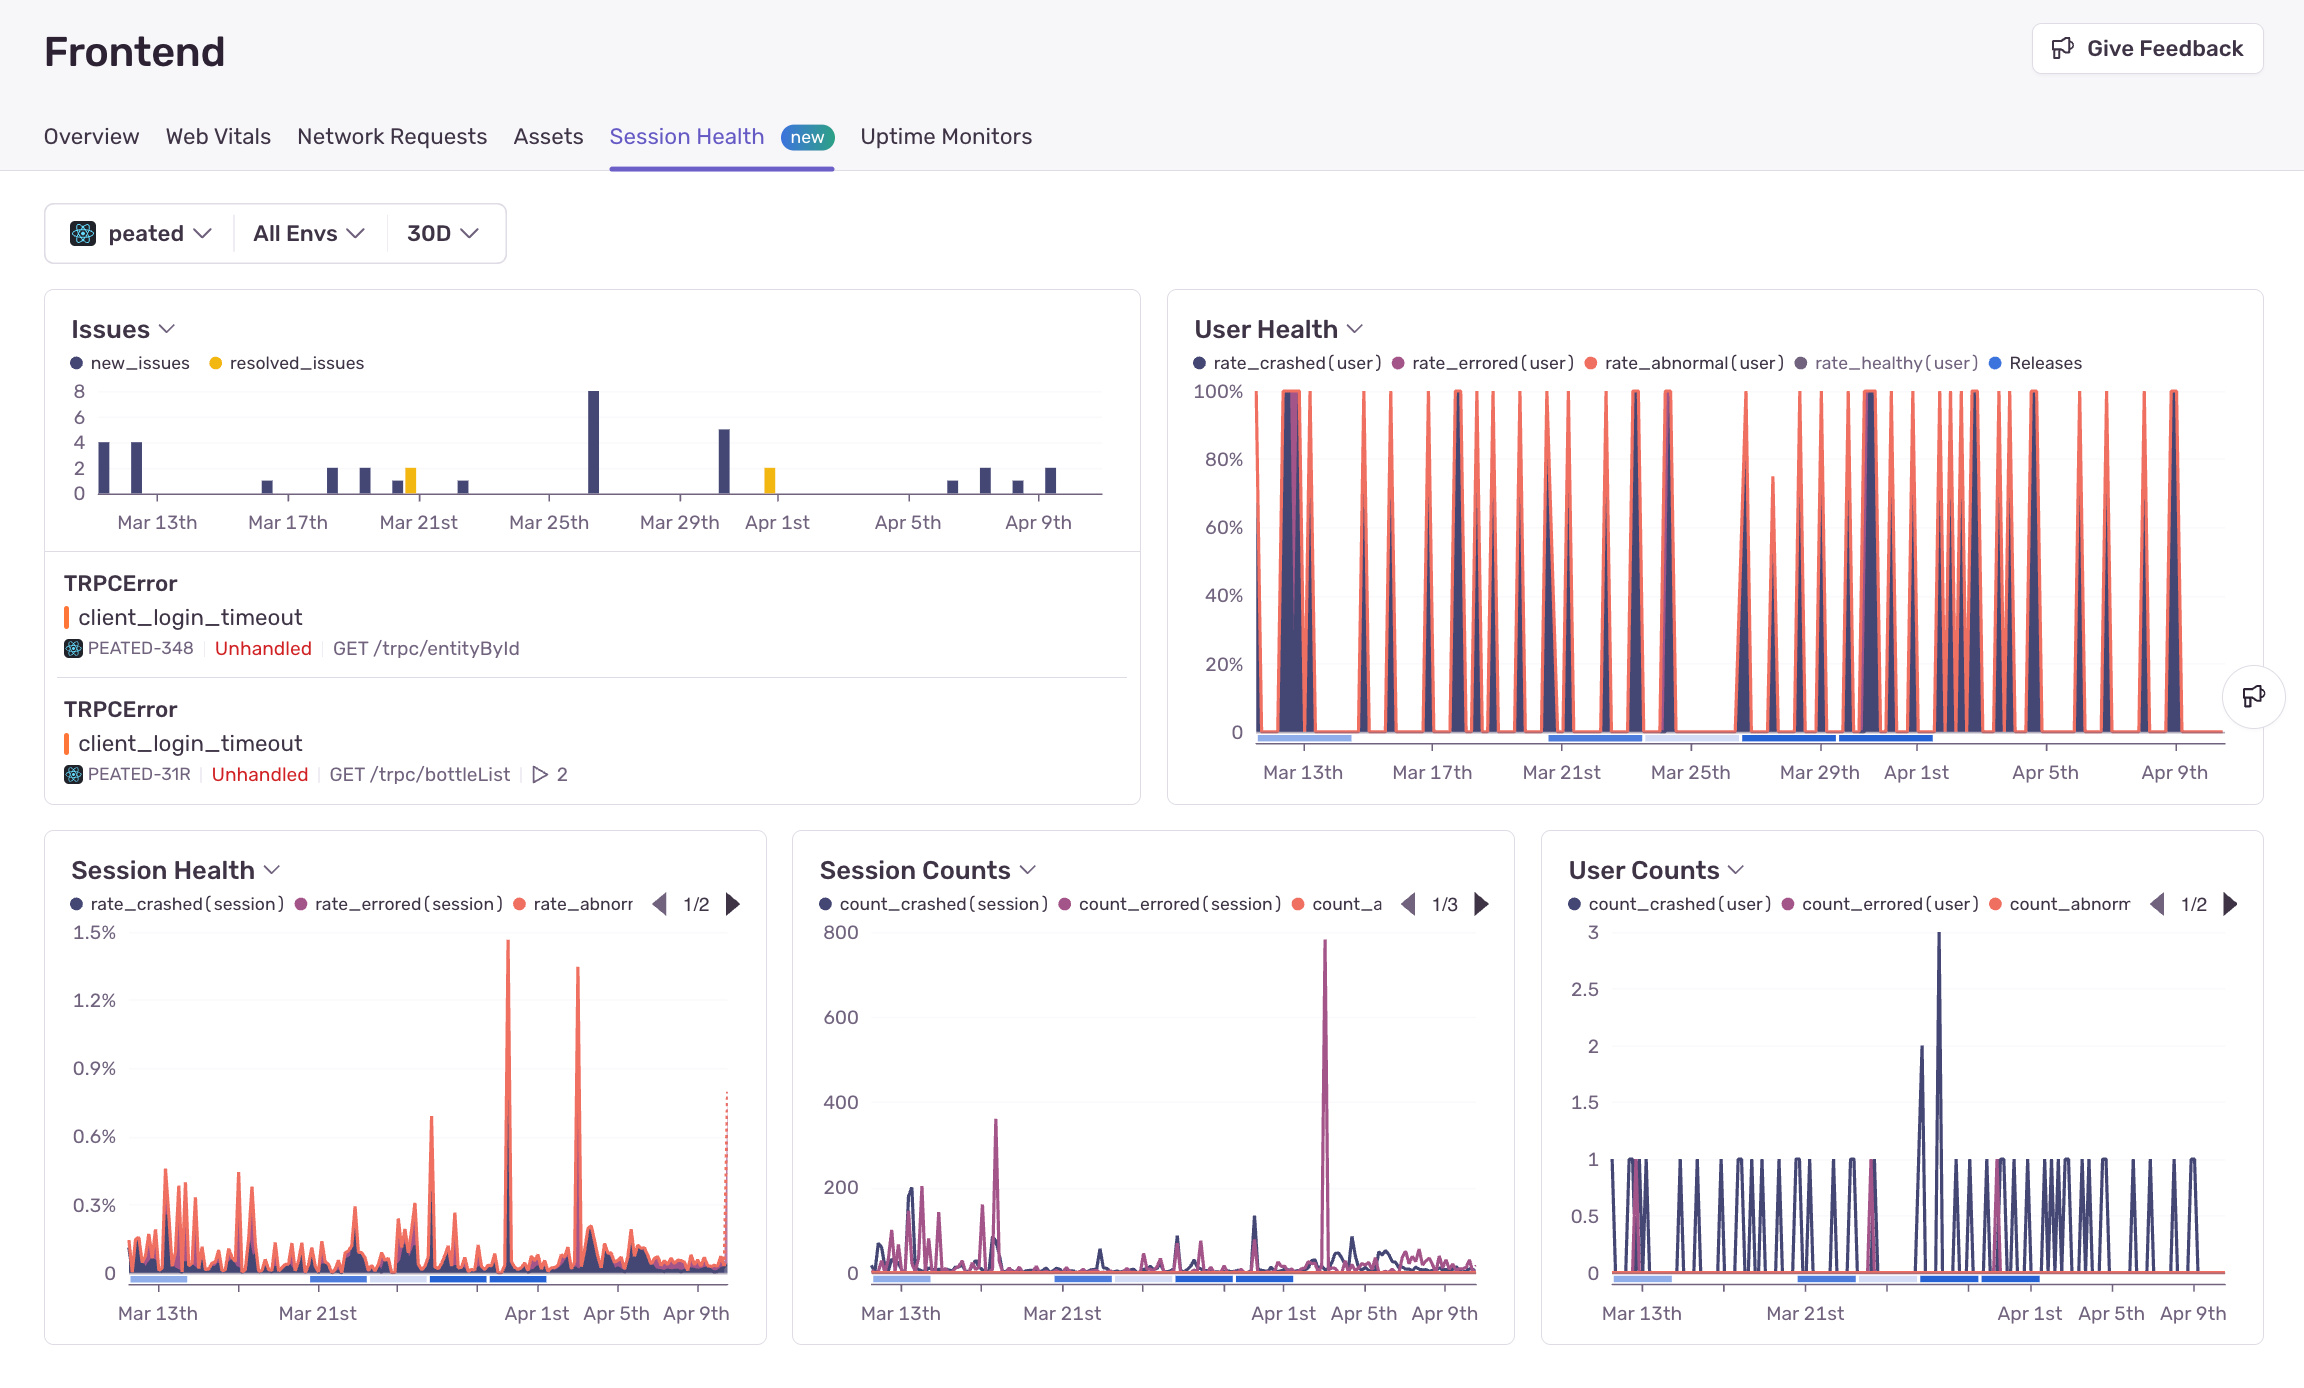 Frontend
Give Feedback
Overview Web Vitals Network Requests Assets Session Health new Uptime Monitors
peated All Envs 30D
Issues
new_issues resolved_issues
8
6
4
2
0
Mar 13th Mar 17th Mar 21st Mar 25th Mar 29th Apr 1st Apr 5th Apr 9th
TRPCError
client_login_timeout
PEATED-348 Unhandled GET /trpc/entityById
TRPCError
client_login_timeout
PEATED-31R Unhandled GET /trpc/bottleList 2
User Health
rate_crashed(user) rate_errored(user) rate_abnormal(user) rate_healthy(user) Releases
100%
80%
60%
40%
20%
0
Mar 13th Mar 17th Mar 21st Mar 25th Mar 29th Apr 1st Apr 5th Apr 9th
Session Health
rate_crashed(session) rate_errored(session) rate_abnorr 1/2
1.5%
1.2%
0.9%
0.6%
0.3%
0
Mar 13th Mar 21st Apr 1st Apr 5th Apr 9th
Session Counts
count_crashed(session) count_errored(session) count_a 1/3
800
600
400
200
0
Mar 13th Mar 21st Apr 1st Apr 5th Apr 9th
User Counts
count_crashed(user) count_errored(user) count_abnorm 1/2
3
2.5
2
1.5
1
0.5
0
Mar 13th Mar 21st Apr 1st Apr 5th Apr 9th